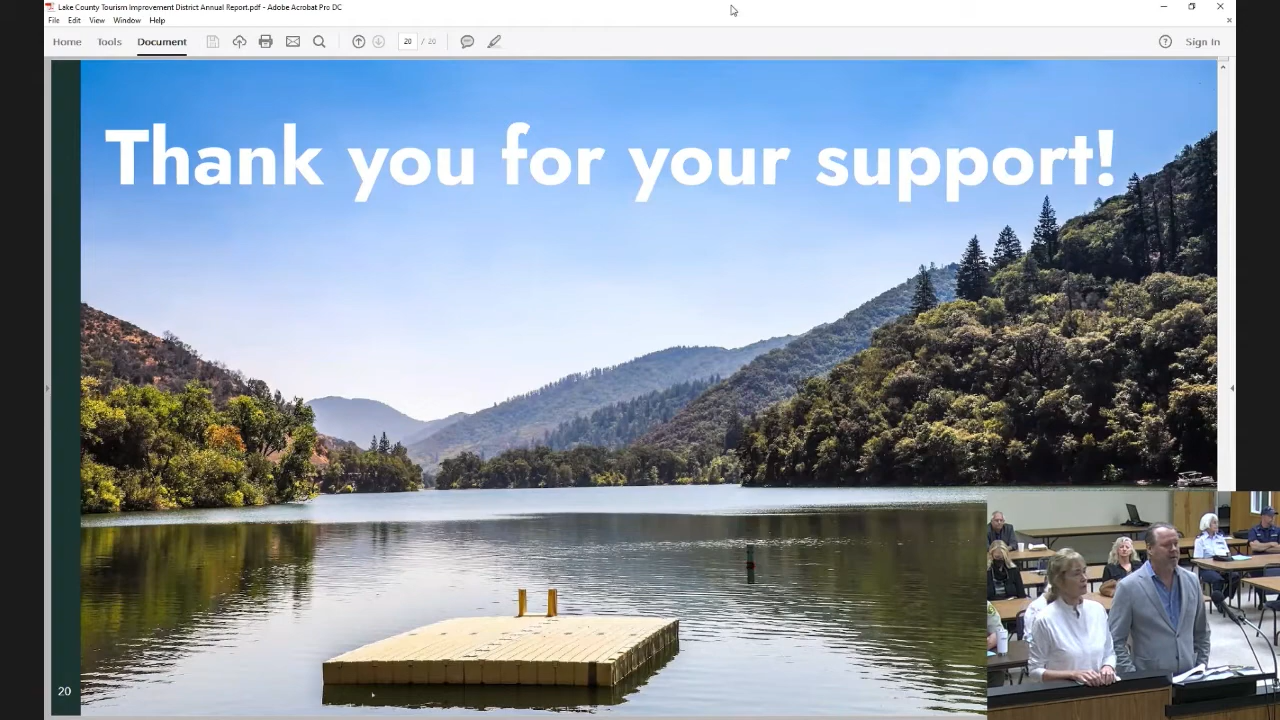 Lake County Tourism Improvement District Annual Report.pdf - Adobe Acrobat Pro DC
File Edit View Window Help
Home Tools Document 20 / 20 Sign In
Thank you for your support!
20